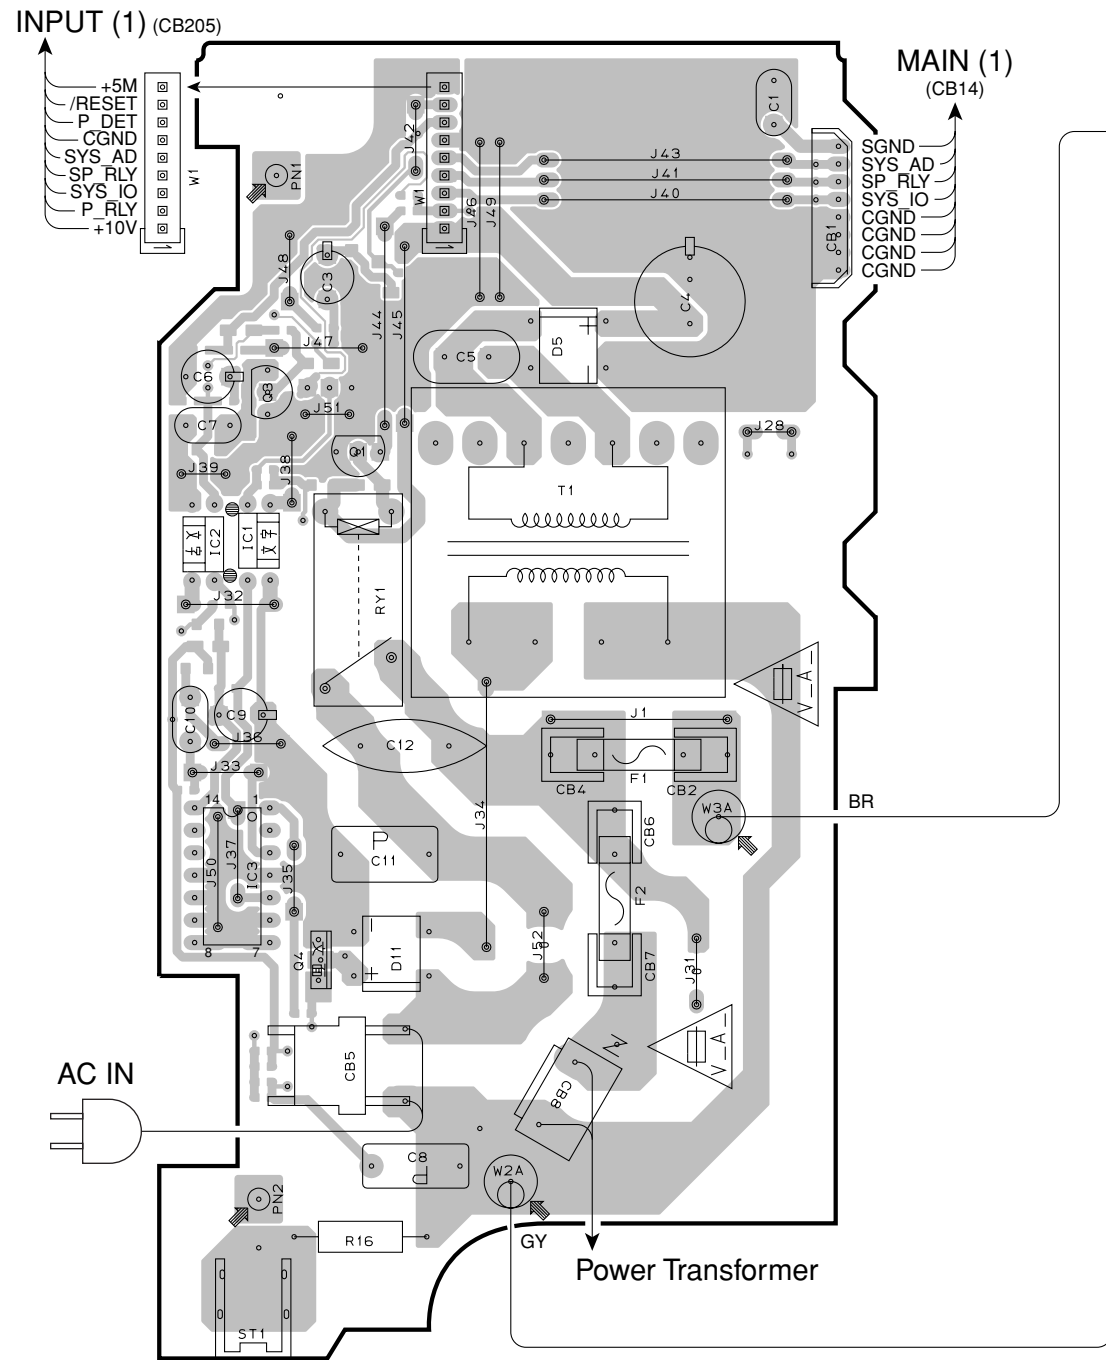 INPUT (1) (CB205)
+5M
/RESET
P_DET
CGND
SYS_AD
SP_RLY
SYS_IO
P_RLY
+10V
W1
MAIN (1)
(CB14)
SGND
SYS_AD
SP_RLY
SYS_IO
CGND
CGND
CGND
CGND
CB1
C1
J42
J43
J41
J40
W1
J46
J49
PN1
J48
C3
J44
J45
C4
J47
C5
D5
C6
Q3
C7
J51
J28
J39
J38
Q1
T1
IC2
IC1
文字
J32
RY1
V_A_
C10
C9
J36
J33
C12
J1
CB4
F1
CB2
W3A
BR
14
1
J34
CB6
J50
J37
IC3
J35
P
C11
F2
8
7
Q4
D11
J52
CB7
J31
AC IN
CB5
CB8
V_A_
C8
P
W2A
PN2
R16
GY
Power Transformer
ST1